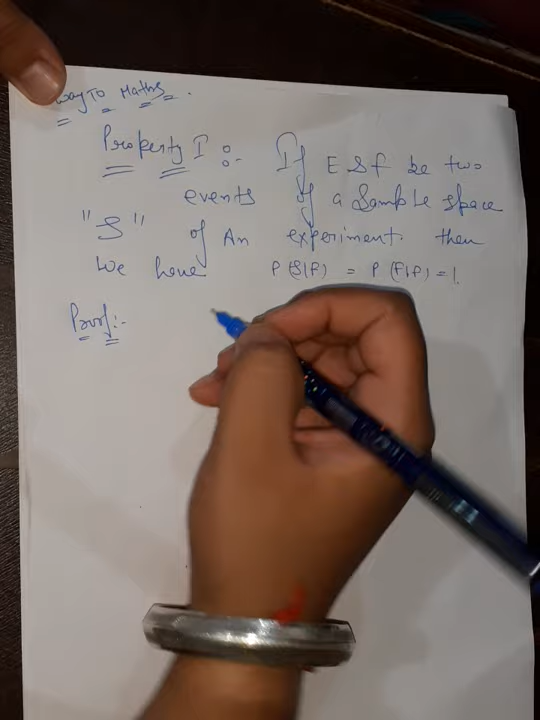 Way To Maths.
Property I :- If E & f be two
events of a Sample space
"S" of An experiment. then
We have P(S|f) = P(F|f) = 1.
Proof:-